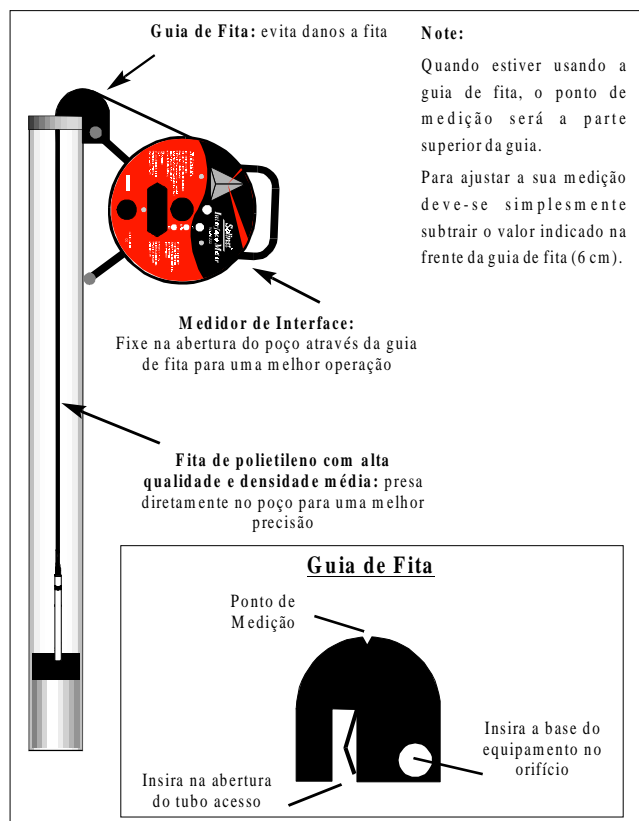 Guia de Fita: evita danos a fita
Note:
Quando estiver usando a
guia de fita, o ponto de
medição será a parte
superior da guia.
Para ajustar a sua medição
deve-se simplesmente
subtrair o valor indicado na
frente da guia de fita (6 cm).
Solinst
Interface Meter
Medidor de Interface:
Fixe na abertura do poço através da guia
de fita para uma melhor operação
Fita de polietileno com alta
qualidade e densidade média: presa
diretamente no poço para uma melhor
precisão
Guia de Fita
Ponto de
Medição
Insira a base do
equipamento no
orifício
Insira na abertura
do tubo acesso